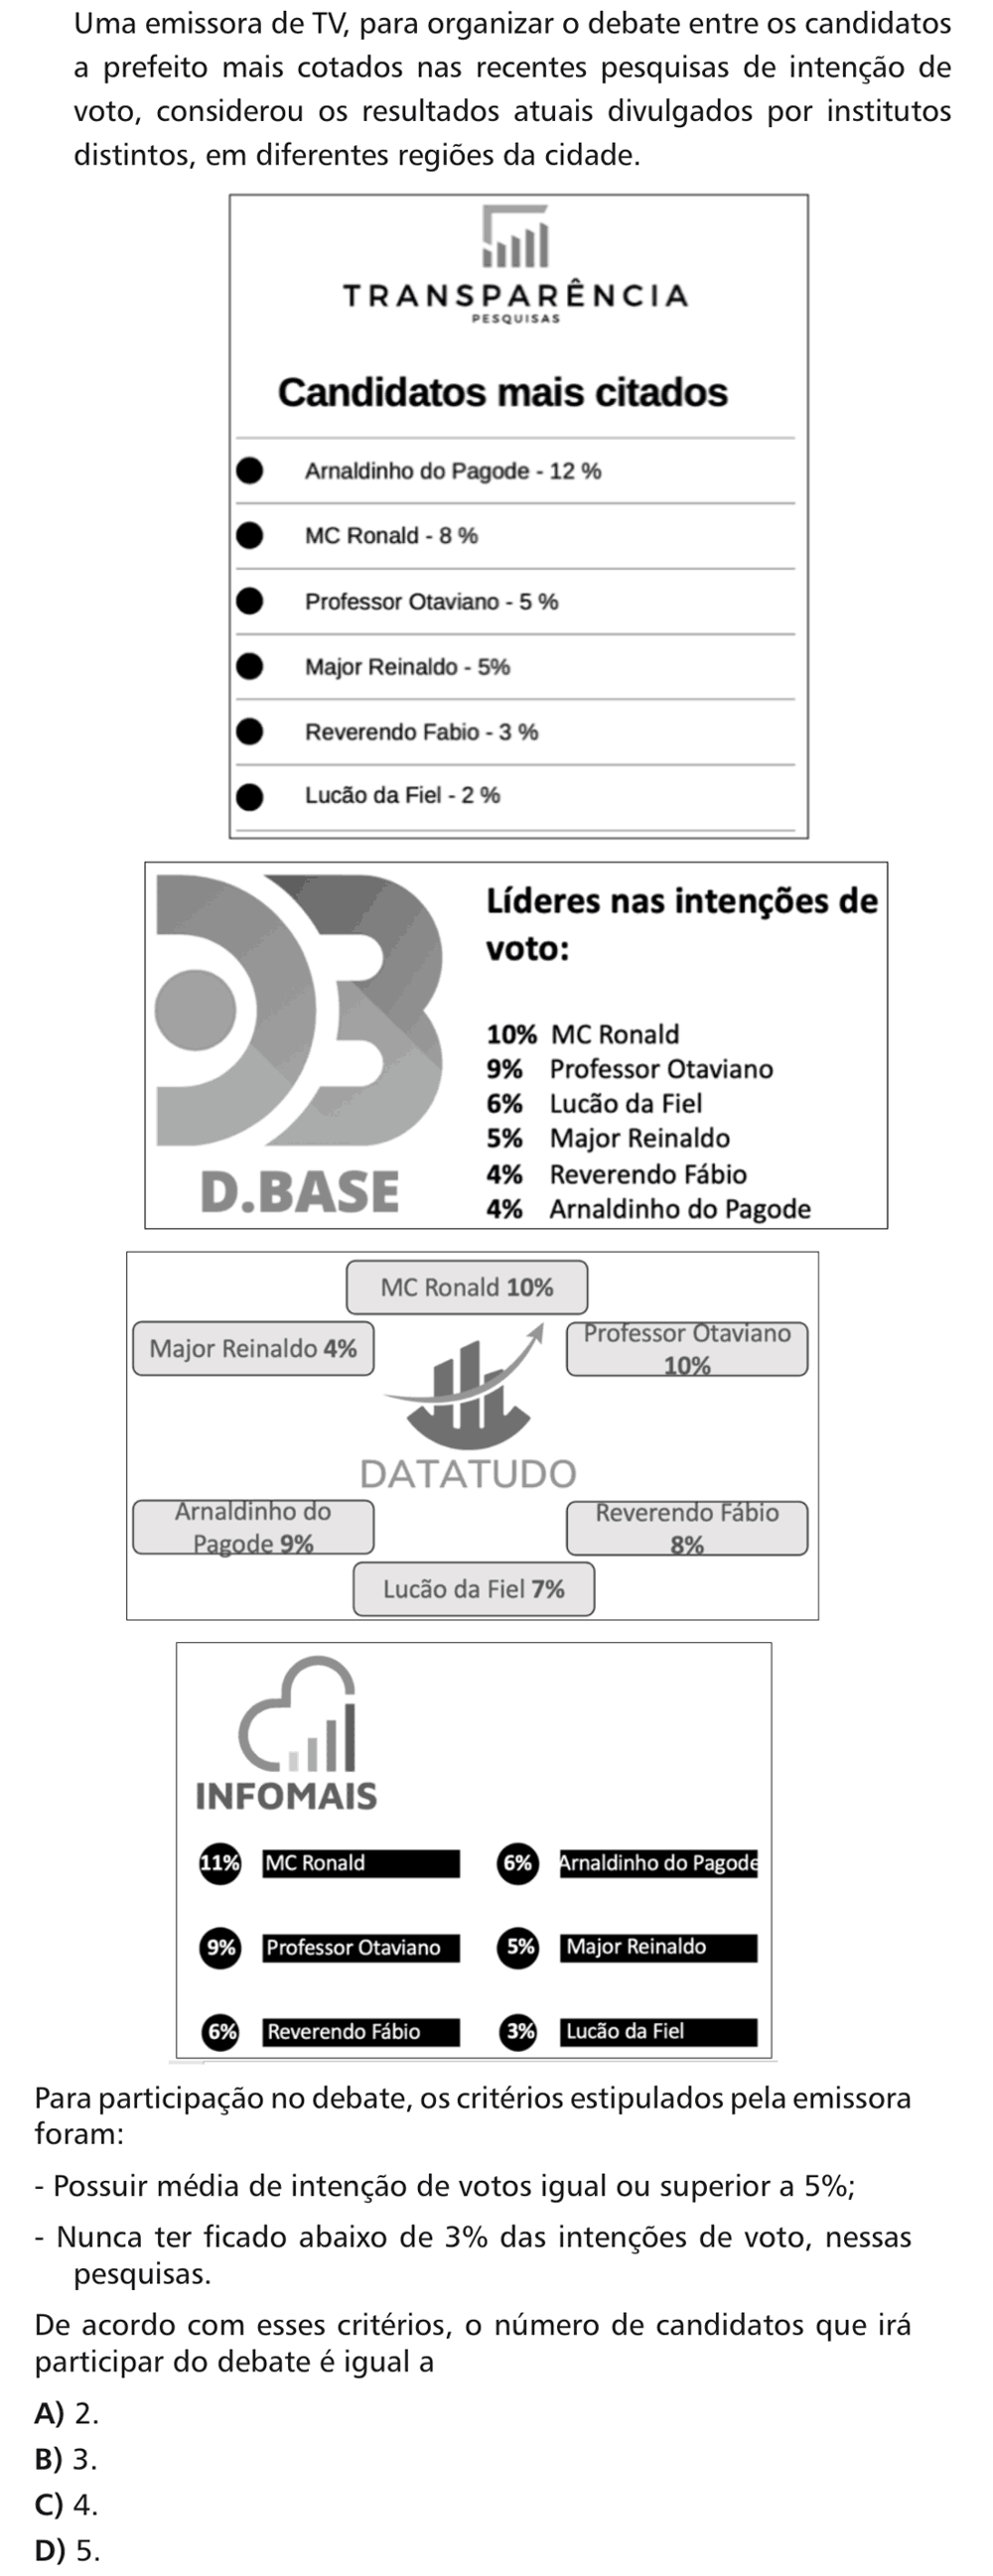 Uma emissora de TV, para organizar o debate entre os candidatos
a prefeito mais cotados nas recentes pesquisas de intenção de
voto, considerou os resultados atuais divulgados por institutos
distintos, em diferentes regiões da cidade.
TRANSPARÊNCIA
PESQUISAS
Candidatos mais citados
Arnaldinho do Pagode - 12 %
MC Ronald - 8 %
Professor Otaviano - 5 %
Major Reinaldo - 5%
Reverendo Fabio - 3 %
Lucão da Fiel - 2 %
DB
D.BASE
Líderes nas intenções de
voto:
10% MC Ronald
9% Professor Otaviano
6% Lucão da Fiel
5% Major Reinaldo
4% Reverendo Fábio
4% Arnaldinho do Pagode
MC Ronald 10%
Major Reinaldo 4%
Professor Otaviano
10%
DATATUDO
Arnaldinho do
Pagode 9%
Reverendo Fábio
8%
Lucão da Fiel 7%
INFOMAIS
11% MC Ronald
6% Arnaldinho do Pagode
9% Professor Otaviano
5% Major Reinaldo
6% Reverendo Fábio
3% Lucão da Fiel
Para participação no debate, os critérios estipulados pela emissora
foram:
- Possuir média de intenção de votos igual ou superior a 5%;
- Nunca ter ficado abaixo de 3% das intenções de voto, nessas
pesquisas.
De acordo com esses critérios, o número de candidatos que irá
participar do debate é igual a
A) 2.
B) 3.
C) 4.
D) 5.